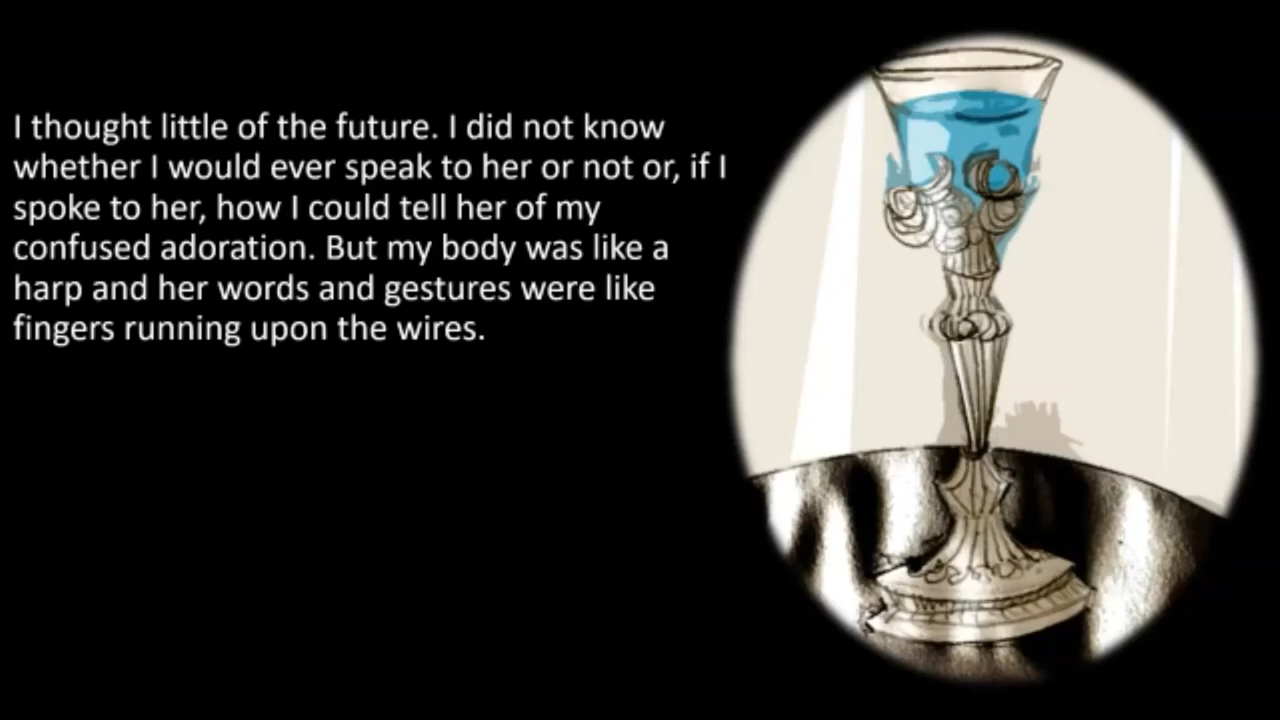 I thought little of the future. I did not know
whether I would ever speak to her or not or, if I
spoke to her, how I could tell her of my
confused adoration. But my body was like a
harp and her words and gestures were like
fingers running upon the wires.